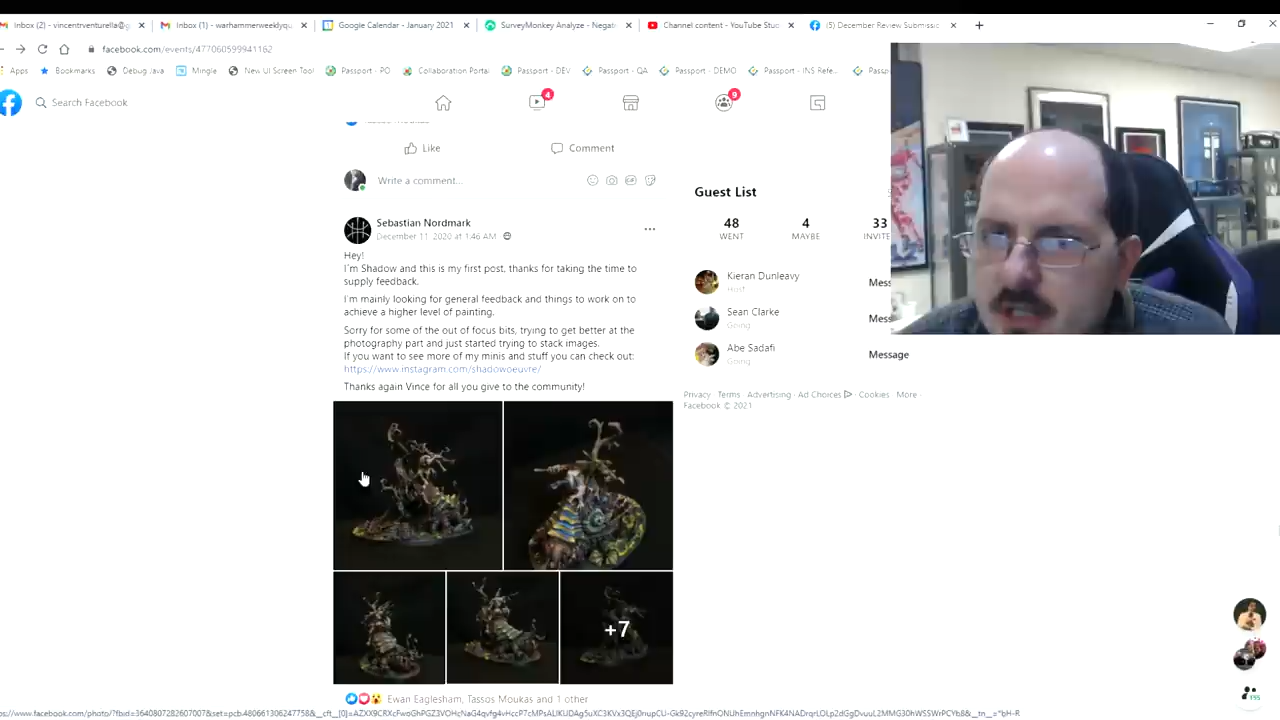 Inbox (2) - vincentrventurella@g
Inbox (1) - warhammerweeklyqu
Google Calendar - January 2021
SurveyMonkey Analyze - Negat
Channel content - YouTube Stu
(5) December Review Submissic
facebook.com/events/477060599941162
Apps
Bookmarks
Debug Java
Mingle
New UI Screen Tool
Passport - PO
Collaboration Portal
Passport - DEV
Passport - QA
Passport - DEMO
Passport - INS Refe...
Search Facebook
4
9
Like
Comment
Write a comment...
Sebastian Nordmark
December 11, 2020 at 1:46 AM
Hey!
I'm Shadow and this is my first post, thanks for taking the time to
supply feedback.
I'm mainly looking for general feedback and things to work on to
achieve a higher level of painting.
Sorry for some of the out of focus bits, trying to get better at the
photography part and just started trying to stack images.
If you want to see more of my minis and stuff you can check out:
https://www.instagram.com/shadowoeuvre/
Thanks again Vince for all you give to the community!
+7
Ewan Eaglesham, Tassos Moukas and 1 other
Guest List
48
4
33
WENT
MAYBE
INVITE
Kieran Dunleavy
Host
Mess
Sean Clarke
Going
Mess
Abe Sadafi
Going
Message
Privacy · Terms · Advertising · Ad Choices · Cookies · More ·
Facebook © 2021